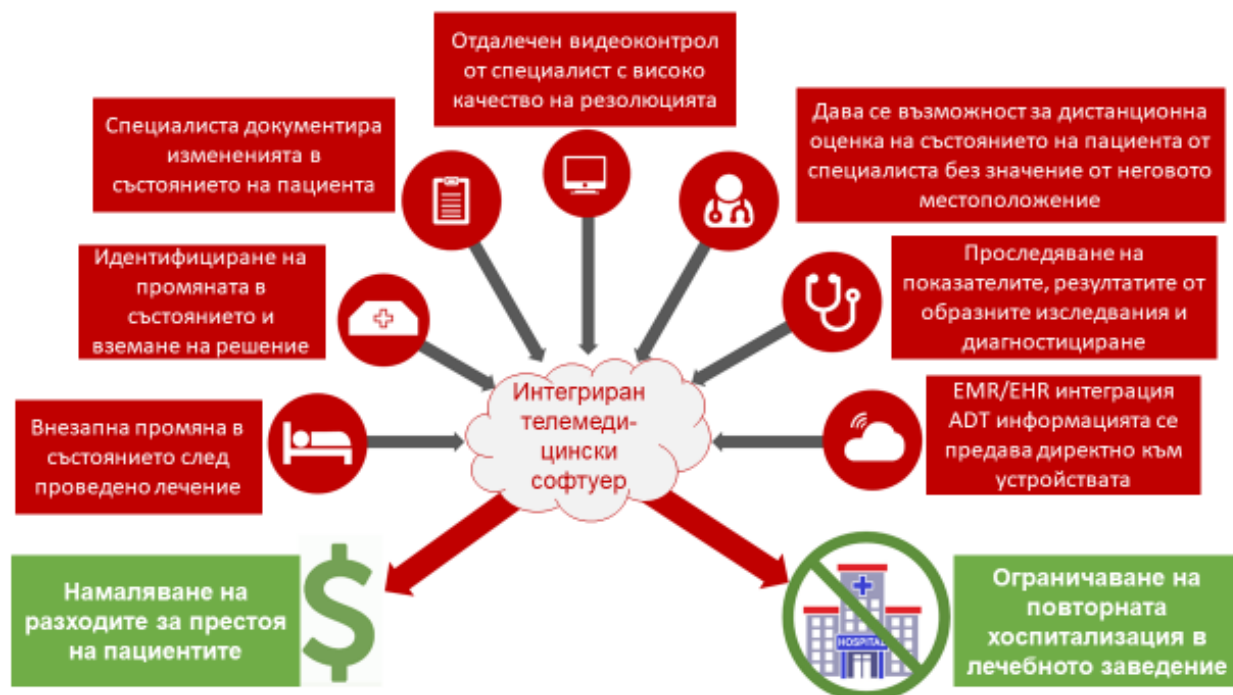 Отдалечен видеоконтрол
от специалист с високо
качество на резолюцията
Специалиста документира
измененията в
състоянието на пациента
Дава се възможност за дистанционна
оценка на състоянието на пациента от
специалиста без значение от неговото
местоположение
Идентифициране на
промяната в
състоянието и
вземане на решение
Проследяване на
показателите, резултатите от
образните изследвания и
диагностициране
Внезапна промяна в
състоянието след
проведено лечение
Интегриран
телемеди-
цински
софтуер
EMR/EHR интеграция
ADT информацията се
предава директно към
устройствата
Намаляване на
разходите за престоя
на пациентите
$
HOSPITAL
Ограничаване на
повторната
хоспитализация в
лечебното заведение